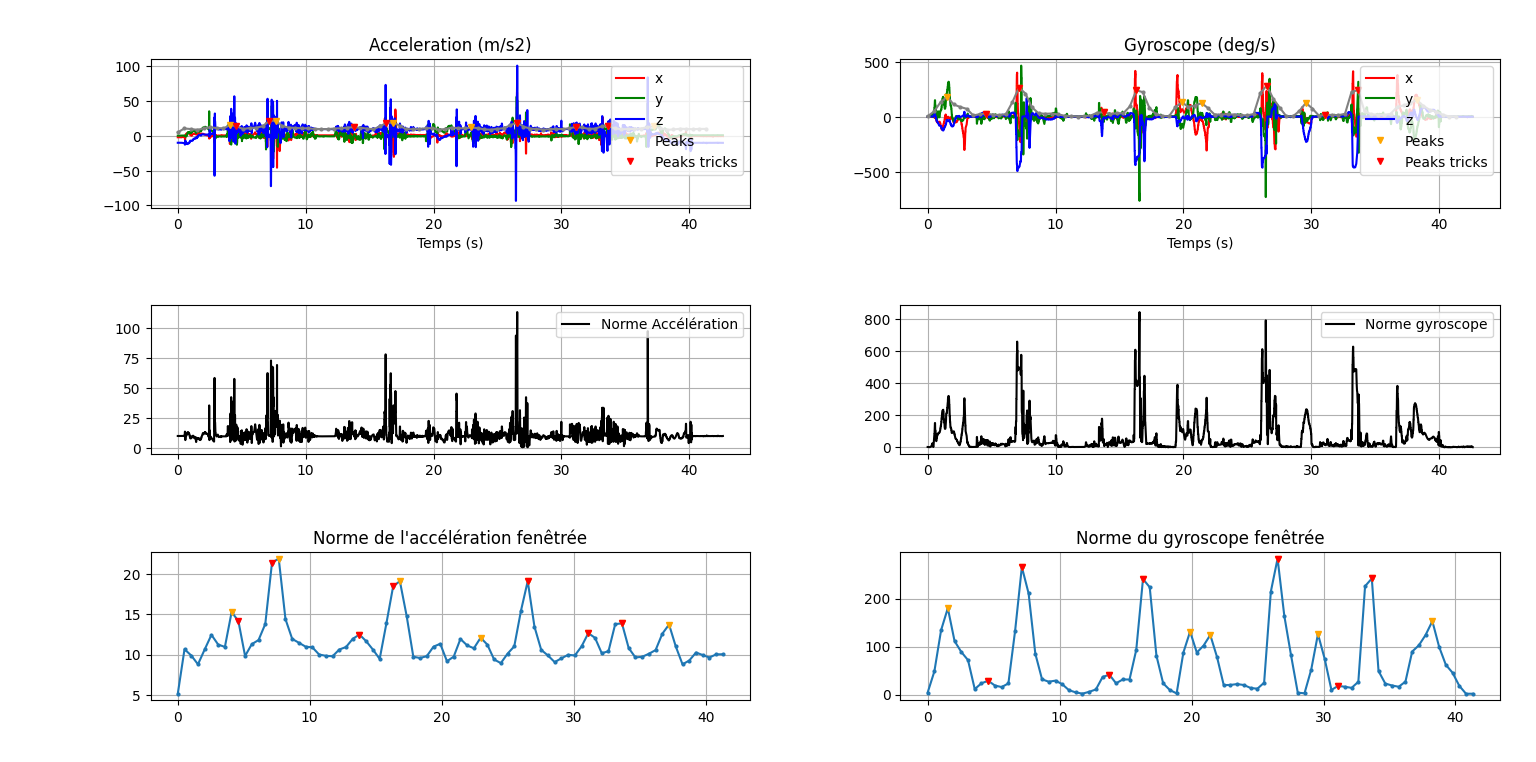 Acceleration (m/s2)
100
50
0
−50
−100
0 10 20 30 40
Temps (s)
x
y
z
Peaks
Peaks tricks
Gyroscope (deg/s)
500
0
−500
0 10 20 30 40
Temps (s)
x
y
z
Peaks
Peaks tricks
100
75
50
25
0
0 10 20 30 40
Norme Accélération
800
600
400
200
0
0 10 20 30 40
Norme gyroscope
Norme de l'accélération fenêtrée
20
15
10
5
0 10 20 30 40
Norme du gyroscope fenêtrée
200
100
0
0 10 20 30 40